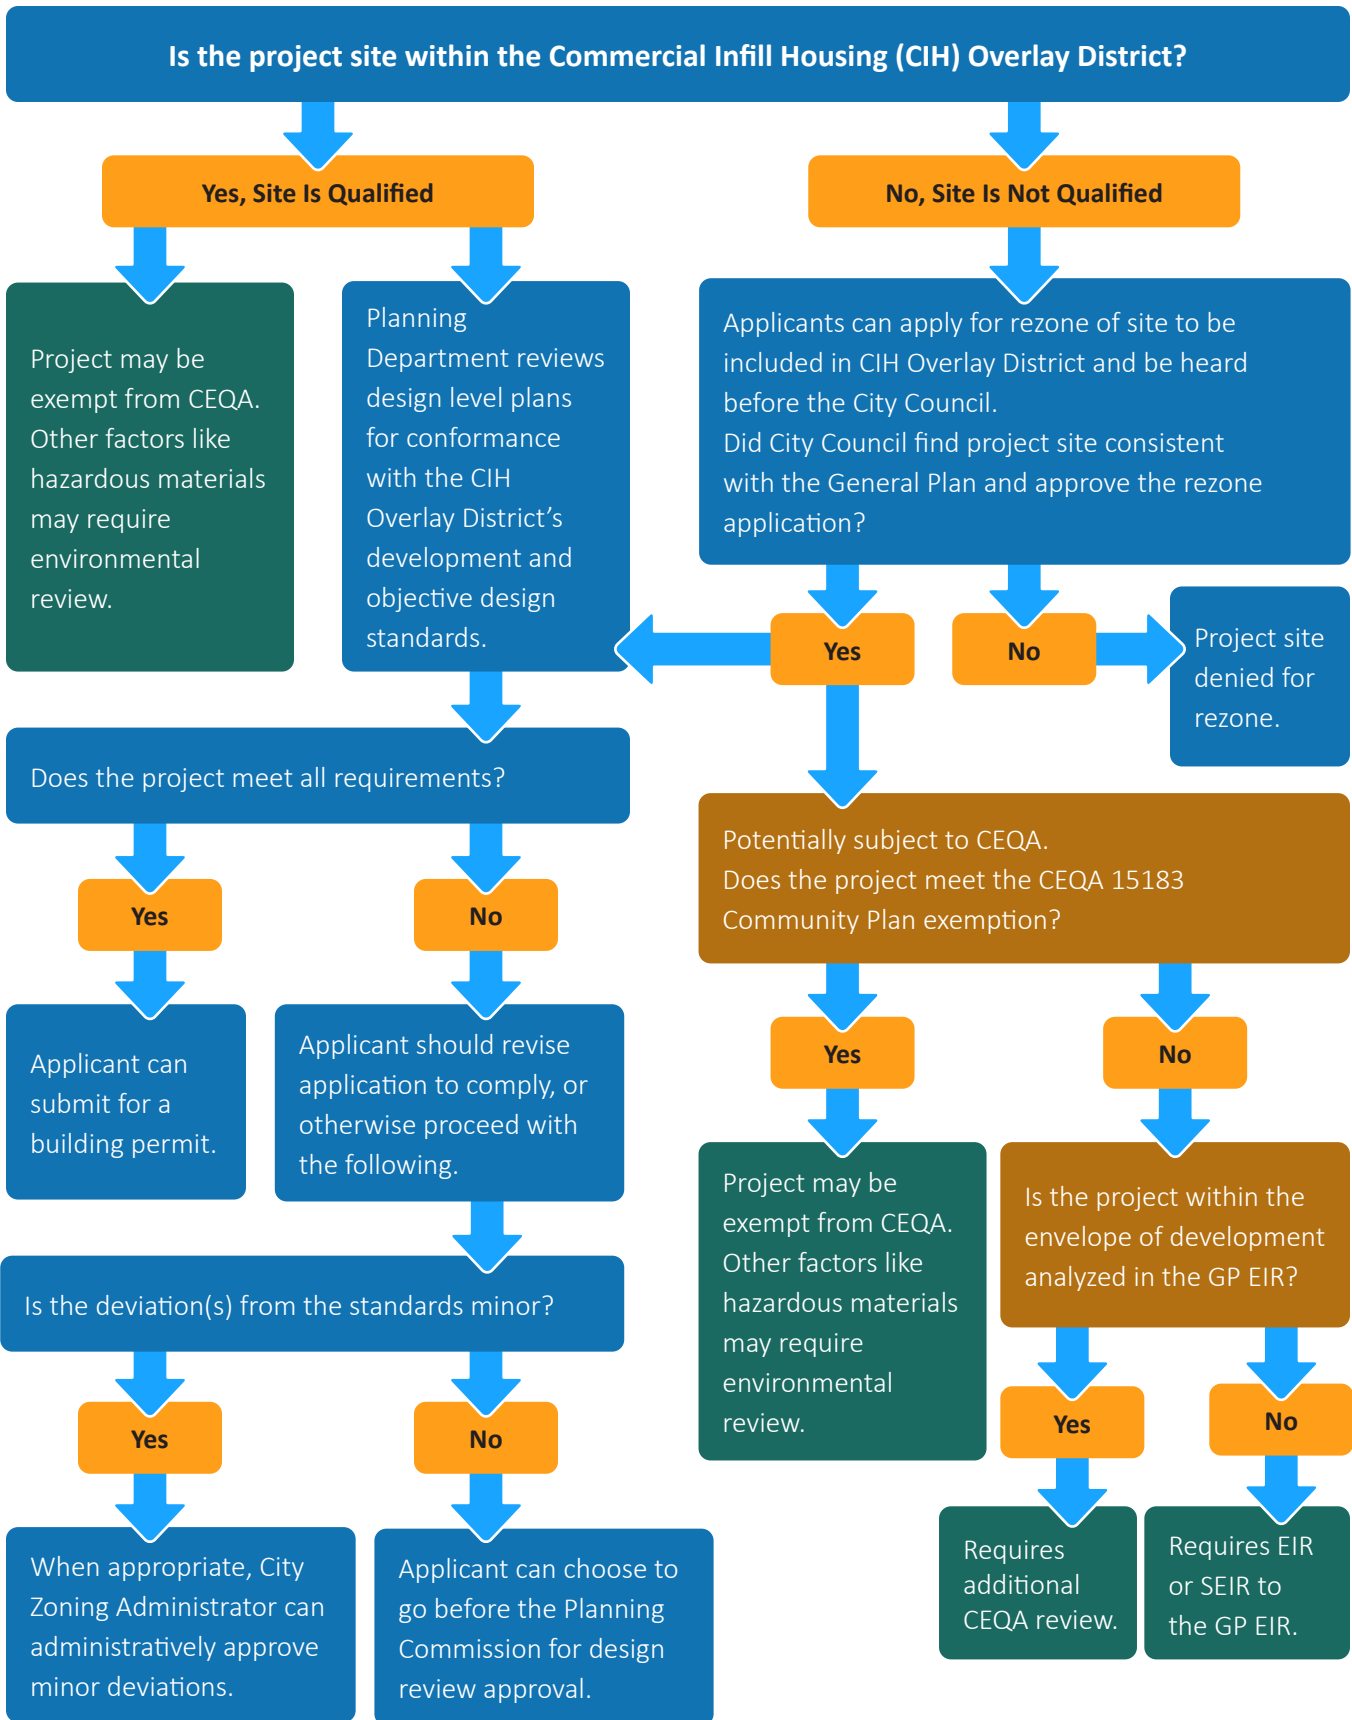 Is the project site within the Commercial Infill Housing (CIH) Overlay District?
Yes, Site Is Qualified
No, Site Is Not Qualified
Project may be
exempt from CEQA.
Other factors like
hazardous materials
may require
environmental
review.
Planning
Department reviews
design level plans
for conformance
with the CIH
Overlay District’s
development and
objective design
standards.
Applicants can apply for rezone of site to be
included in CIH Overlay District and be heard
before the City Council.
Did City Council find project site consistent
with the General Plan and approve the rezone
application?
Yes
No
Project site
denied for
rezone.
Does the project meet all requirements?
Yes
No
Applicant can
submit for a
building permit.
Applicant should revise
application to comply, or
otherwise proceed with
the following.
Is the deviation(s) from the standards minor?
Yes
No
When appropriate, City
Zoning Administrator can
administratively approve
minor deviations.
Applicant can choose to
go before the Planning
Commission for design
review approval.
Potentially subject to CEQA.
Does the project meet the CEQA 15183
Community Plan exemption?
Yes
No
Project may be
exempt from CEQA.
Other factors like
hazardous materials
may require
environmental
review.
Is the project within the
envelope of development
analyzed in the GP EIR?
Yes
No
Requires
additional
CEQA review.
Requires EIR
or SEIR to
the GP EIR.